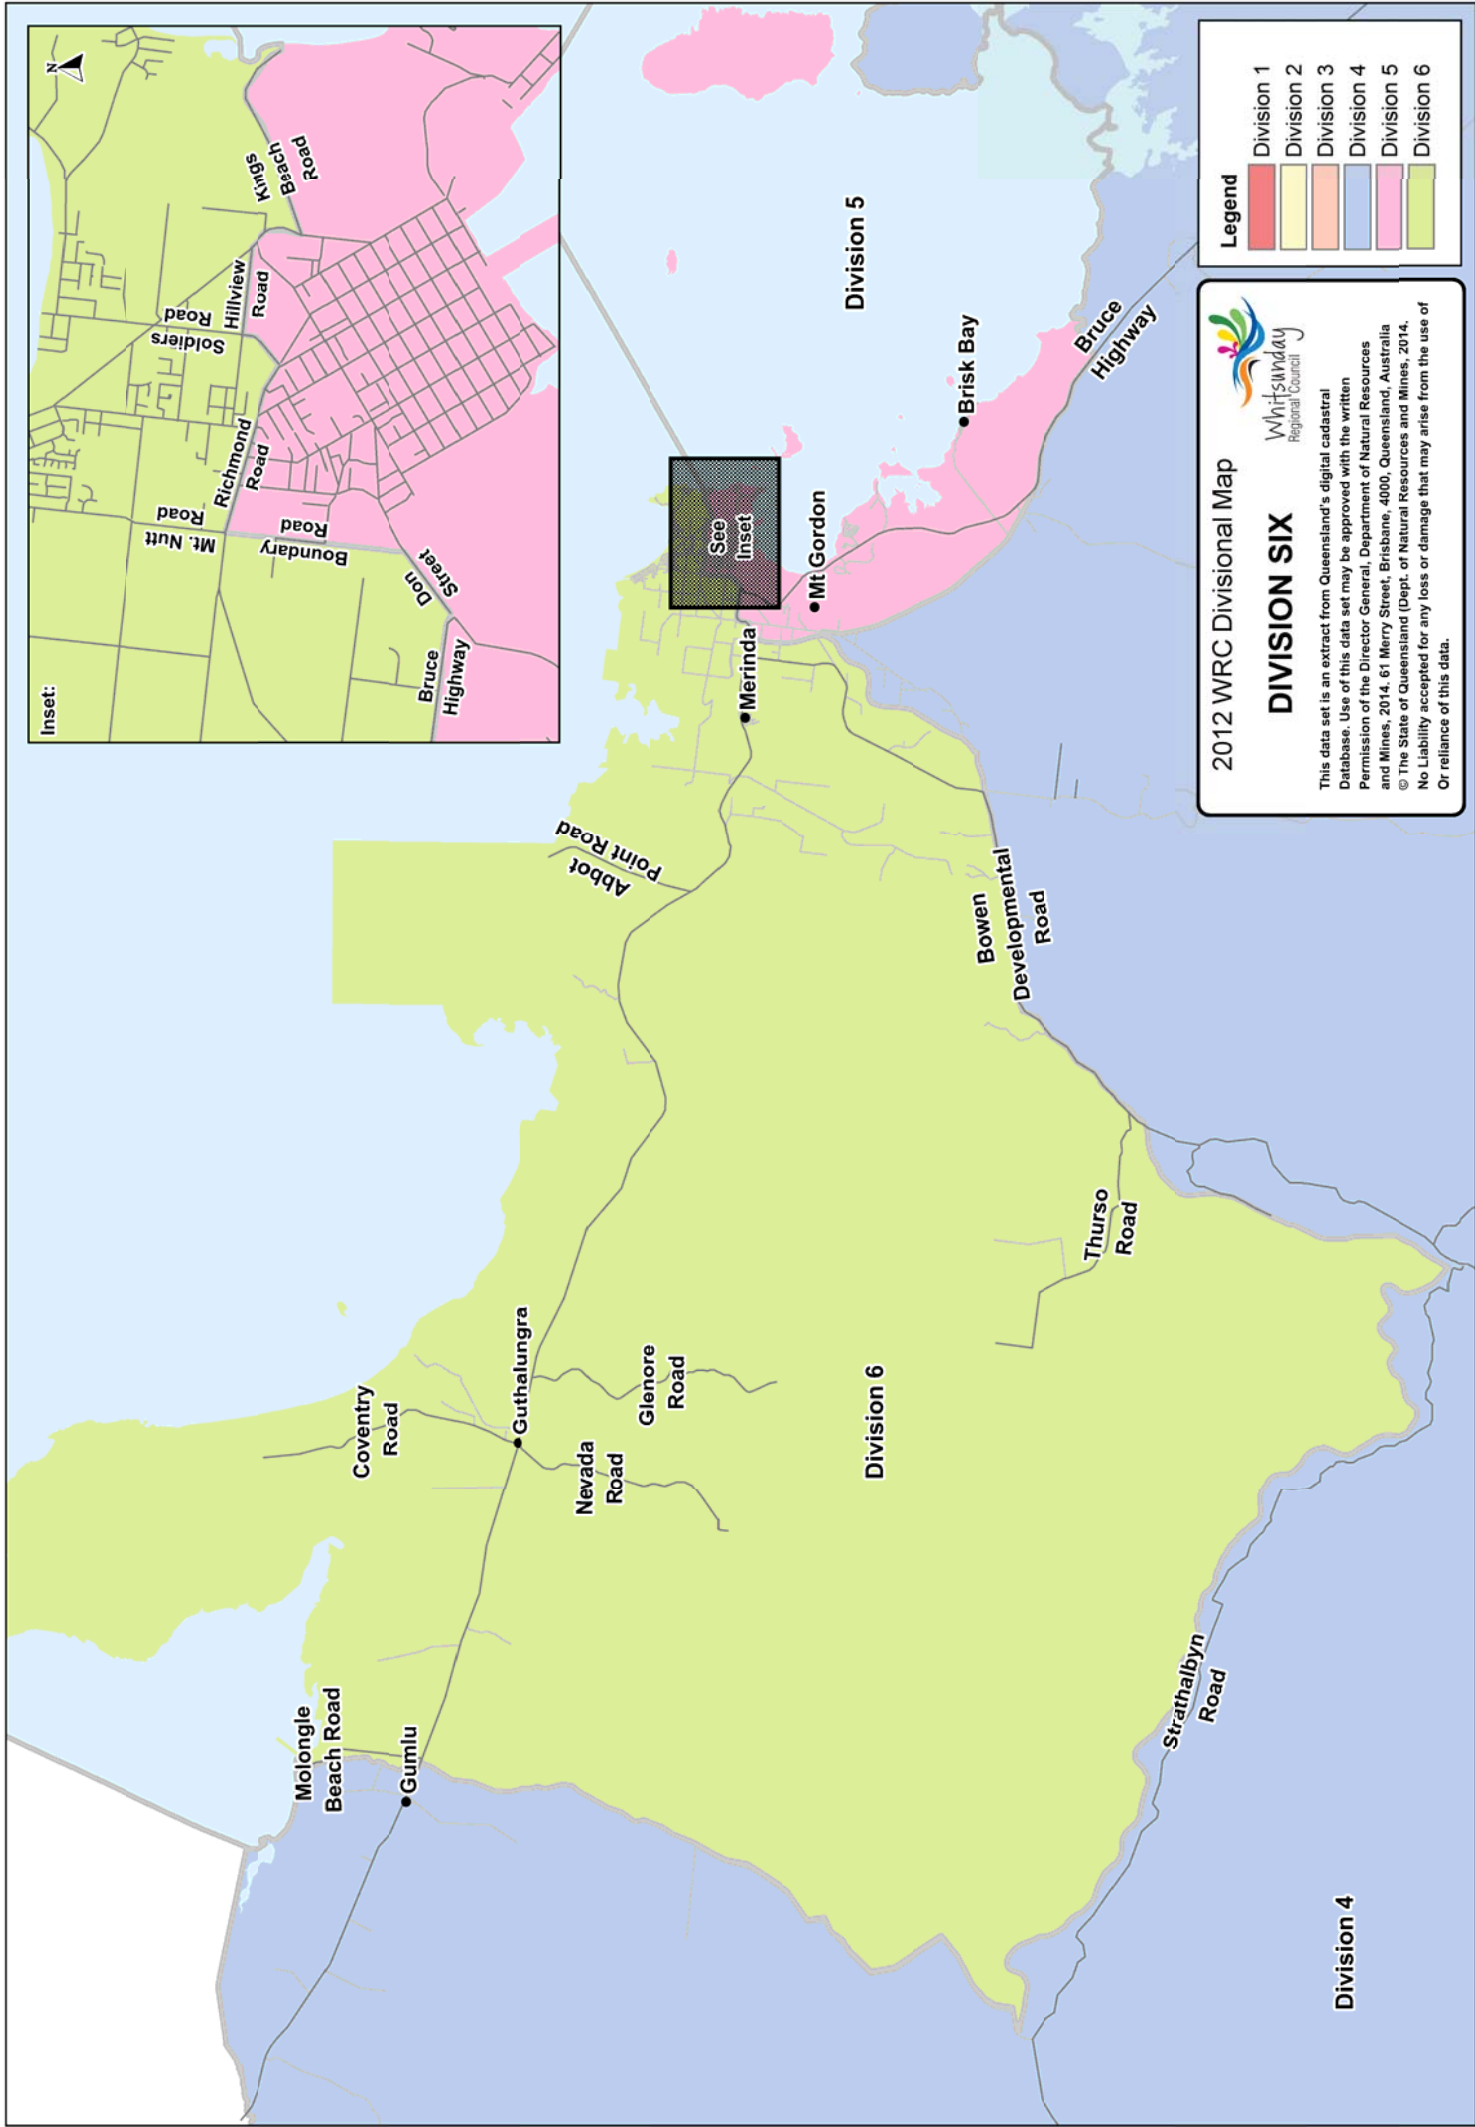 Inset:
N
Kings
Beach
Road
Hillview
Road
Soldiers
Road
Richmond
Road
Mt. Nutt
Road
Boundary
Road
Don
Street
Bruce
Highway
Molongle
Beach Road
Gumlu
Coventry
Road
Guthalungra
Nevada
Road
Glenore
Road
Abbot
Point Road
Merinda
See
Inset
Mt Gordon
Brisk Bay
Bruce
Highway
Division 5
Division 6
Bowen
Developmental
Road
Thurso
Road
Strathalbyn
Road
Division 4
2012 WRC Divisional Map
DIVISION SIX
Whitsunday
Regional Council
This data set is an extract from Queensland's digital cadastral
Database. Use of this data set may be approved with the written
Permission of the Director General, Department of Natural Resources
and Mines, 2014. 61 Merry Street, Brisbane, 4000, Queensland, Australia
© The State of Queensland (Dept. of Natural Resources and Mines, 2014.
No Liability accepted for any loss or damage that may arise from the use of
Or reliance of this data.
Legend
Division 1
Division 2
Division 3
Division 4
Division 5
Division 6